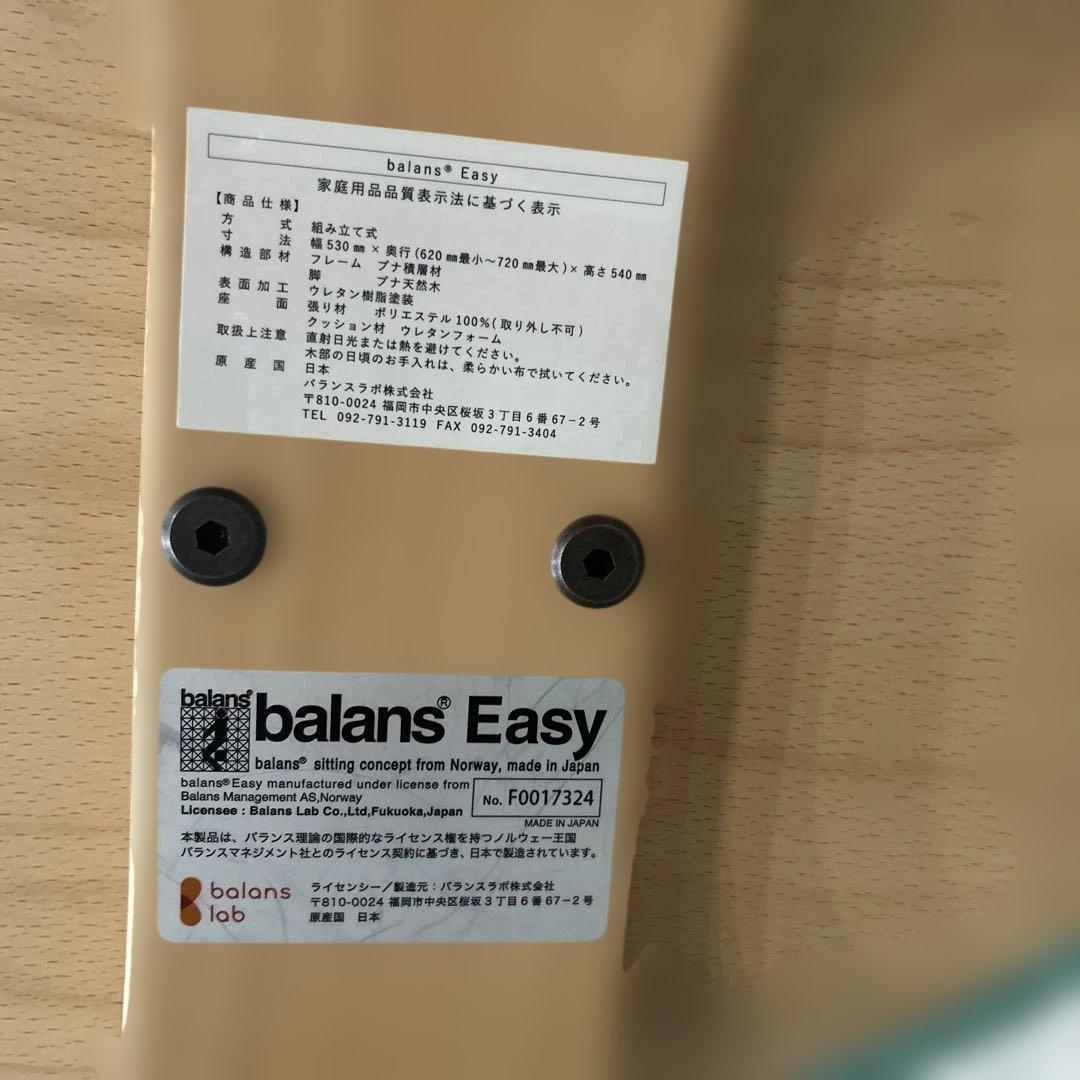 balans® Easy
家庭用品品質表示法に基づく表示
【商品仕様】
方式 組み立て式
寸法 幅530㎜×奥行(620㎜最小～720㎜最大)×高さ540㎜
構造部材 フレーム ブナ積層材
脚 ブナ天然木
表面加工 ウレタン樹脂塗装
座面 張り材 ポリエステル100%(取り外し不可)
クッション材 ウレタンフォーム
取扱上注意 直射日光または熱を避けてください。
木部の日頃のお手入れは、柔らかい布で拭いてください。
原産国 日本
バランスラボ株式会社
〒810-0024 福岡市中央区桜坂3丁目6番67－2号
TEL 092-791-3119 FAX 092-791-3404
balans®
balans® Easy
balans® sitting concept from Norway, made in Japan
balans®Easy manufactured under license from
Balans Management AS,Norway
Licensee : Balans Lab Co.,Ltd,Fukuoka,Japan
No. F0017324
MADE IN JAPAN
本製品は、バランス理論の国際的なライセンス権を持つノルウェー王国
バランスマネジメント社とのライセンス契約に基づき、日本で製造されています。
balans
lab
ライセンシー／製造元：バランスラボ株式会社
〒810-0024 福岡市中央区桜坂3丁目6番67－2号
原産国 日本